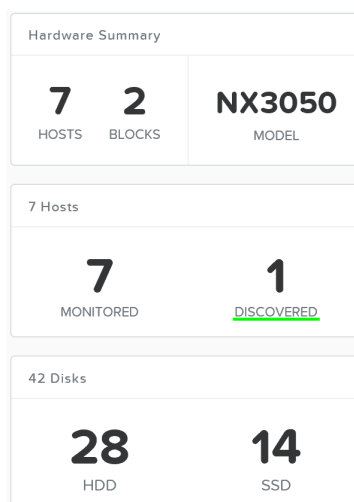 Hardware Summary
7 2 NX3050
HOSTS BLOCKS MODEL
7 Hosts
7 1
MONITORED DISCOVERED
42 Disks
28 14
HDD SSD